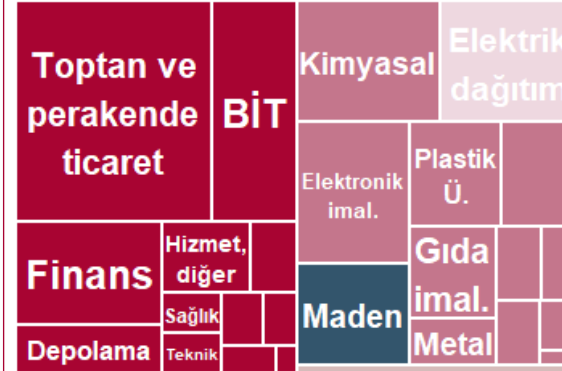 Toptan ve
perakende
ticaret
BİT
Kimyasal
Elektrik
dağıtım
Elektronik
imal.
Plastik
Ü.
Finans
Hizmet,
diğer
Gıda
imal.
Maden
Sağlık
Depolama
Teknik
Metal